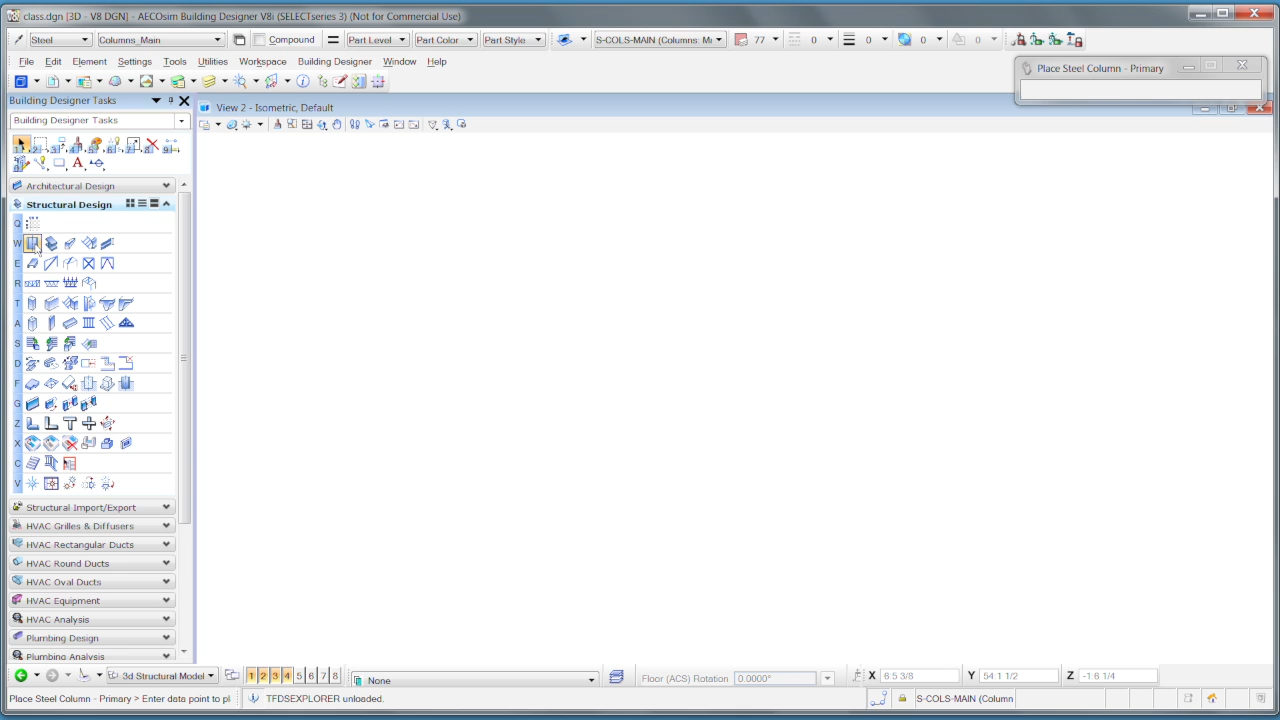 class.dgn [3D - V8 DGN] - AECOsim Building Designer V8i (SELECTseries 3) (Not for Commercial Use)
Steel Columns_Main Compound Part Level Part Color Part Style S-COLS-MAIN (Columns: M 77 0 0 0 0
File Edit Element Settings Tools Utilities Workspace Building Designer Window Help
Place Steel Column - Primary
Building Designer Tasks
View 2 - Isometric, Default
Building Designer Tasks
Architectural Design
Structural Design
Q
W
E
R
T
A
S
D
F
G
Z
X
C
V
Structural Import/Export
HVAC Grilles & Diffusers
HVAC Rectangular Ducts
HVAC Round Ducts
HVAC Oval Ducts
HVAC Equipment
HVAC Analysis
Plumbing Design
Plumbing Analysis
3d Structural Model 1 2 3 4 5 6 7 8 None Floor (ACS) Rotation 0.0000° X 6:5 3/8 Y 54:1 1/2 Z -1:6 1/4
Place Steel Column - Primary > Enter data point to pl TFDSEXPLORER unloaded. S-COLS-MAIN (Column